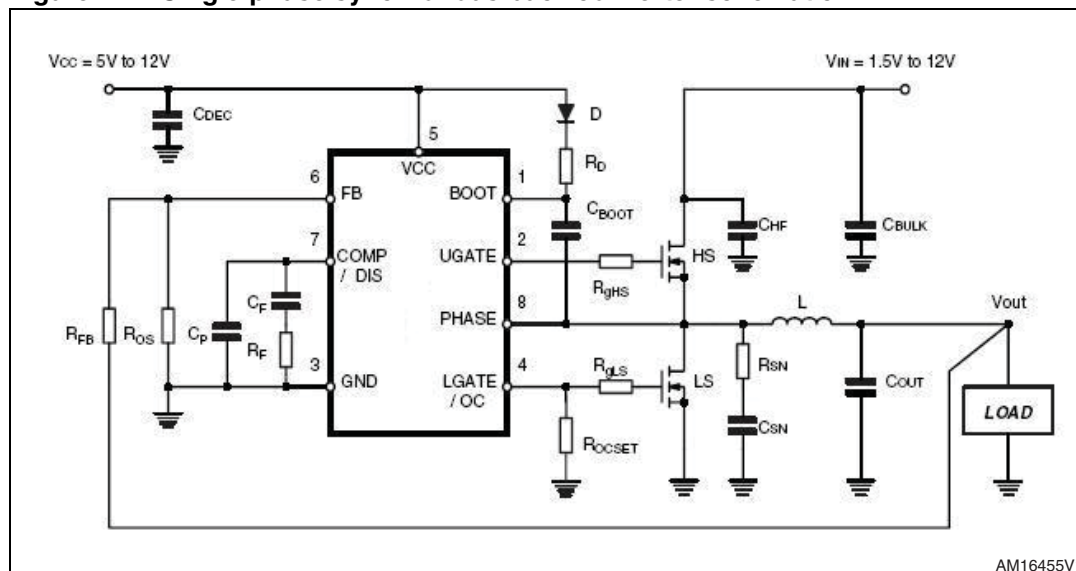 Vcc = 5V to 12V
VIN = 1.5V to 12V
CDEC
D
5
VCC
RD
6
FB
BOOT
1
CBOOT
CHF
CBULK
7
COMP
/ DIS
UGATE
2
HS
RgHS
CF
PHASE
8
L
Vout
RFB
ROS
CP
RF
3
GND
LGATE
/ OC
4
RgLS
LS
RSN
COUT
LOAD
ROCSET
CSN
AM16455V